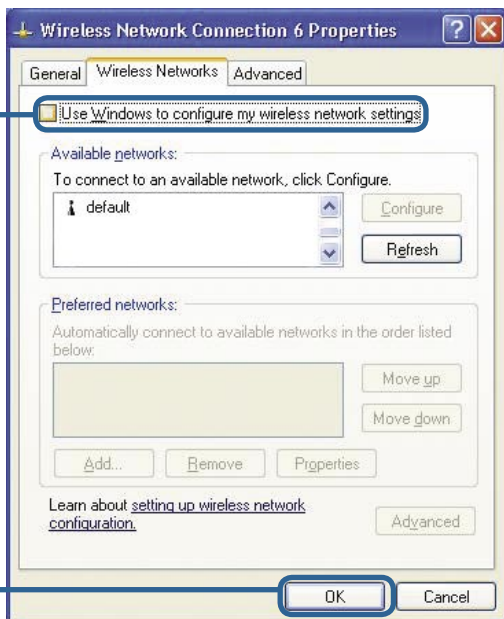 Wireless Network Connection 6 Properties
General Wireless Networks Advanced
Use Windows to configure my wireless network settings
Available networks:
To connect to an available network, click Configure.
default
Configure
Refresh
Preferred networks:
Automatically connect to available networks in the order listed
below:
Move up
Move down
Add... Remove Properties
Learn about setting up wireless network
configuration.
Advanced
OK Cancel